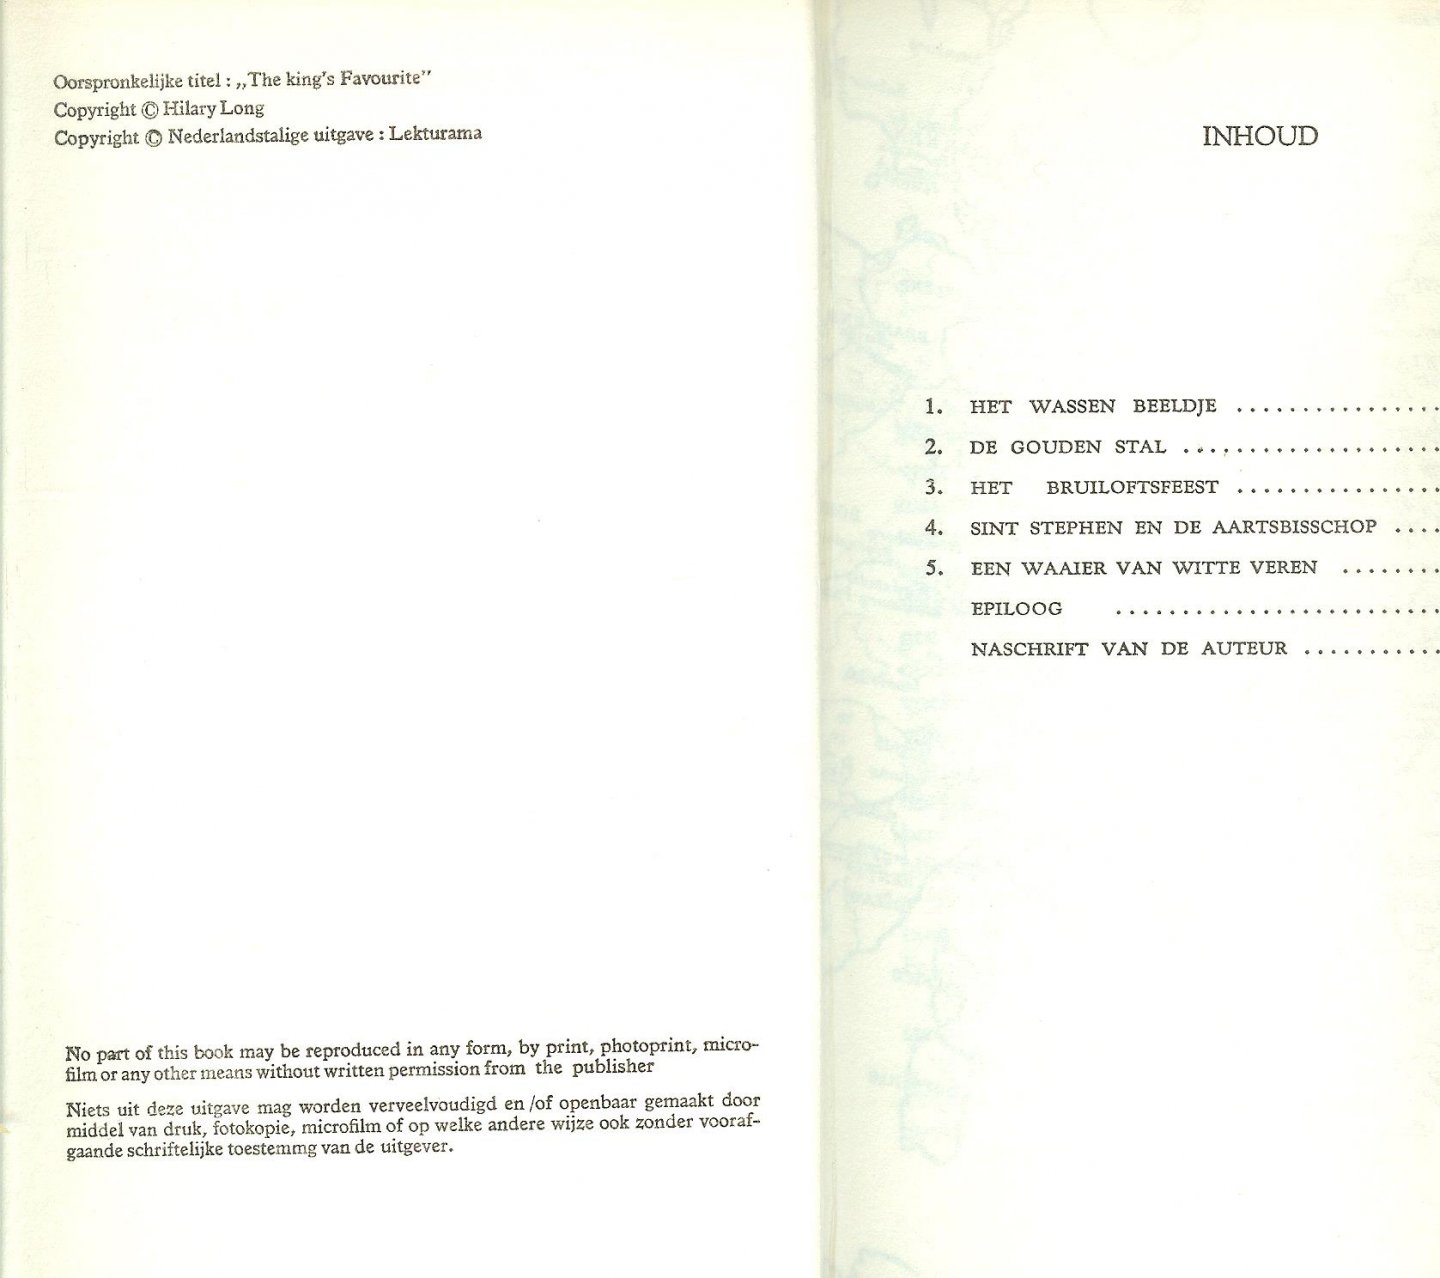 Oorspronkelijke titel : „The king's Favourite”
Copyright © Hilary Long
Copyright © Nederlandstalige uitgave : Lekturama
No part of this book may be reproduced in any form, by print, photoprint, micro-
film or any other means without written permission from the publisher
Niets uit deze uitgave mag worden verveelvoudigd en /of openbaar gemaakt door
middel van druk, fotokopie, microfilm of op welke andere wijze ook zonder vooraf-
gaande schriftelijke toestemmg van de uitgever.
INHOUD
1. HET WASSEN BEELDJE ................
2. DE GOUDEN STAL ....................
3. HET BRUILOFTSFEEST ................
4. SINT STEPHEN EN DE AARTSBISSCHOP ....
5. EEN WAAIER VAN WITTE VEREN ........
EPILOOG .........................
NASCHRIFT VAN DE AUTEUR ...........